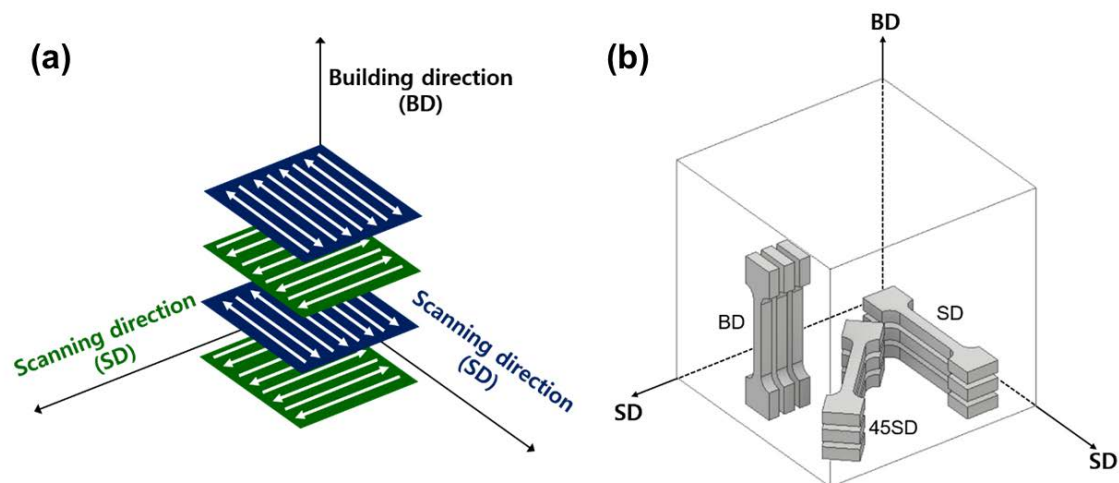 (a)
Building direction
(BD)
Scanning direction
(SD)
Scanning direction
(SD)
(b)
BD
BD
SD
45SD
SD
SD